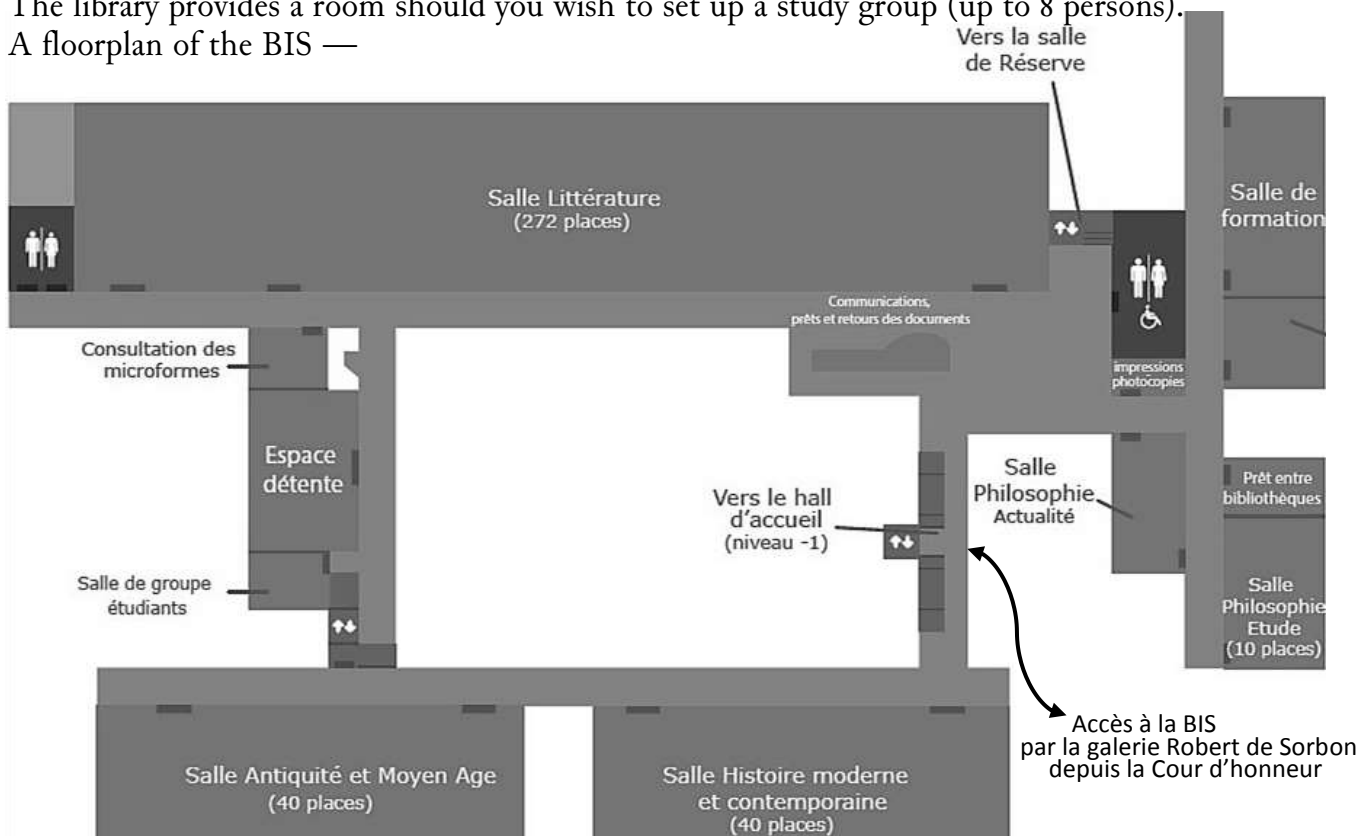 The library provides a room should you wish to set up a study group (up to 8 persons).
A floorplan of the BIS —
Vers la salle
de Réserve
Salle Littérature
(272 places)
Salle de
formation
Communications,
prêts et retours des documents
Consultation des
microformes
impressions
photocopies
Espace
détente
Salle
Philosophie
Actualité
Prêt entre
bibliothèques
Vers le hall
d'accueil
(niveau -1)
Salle de groupe
étudiants
Salle
Philosophie
Etude
(10 places)
Accès à la BIS
par la galerie Robert de Sorbon
depuis la Cour d'honneur
Salle Antiquité et Moyen Age
(40 places)
Salle Histoire moderne
et contemporaine
(40 places)